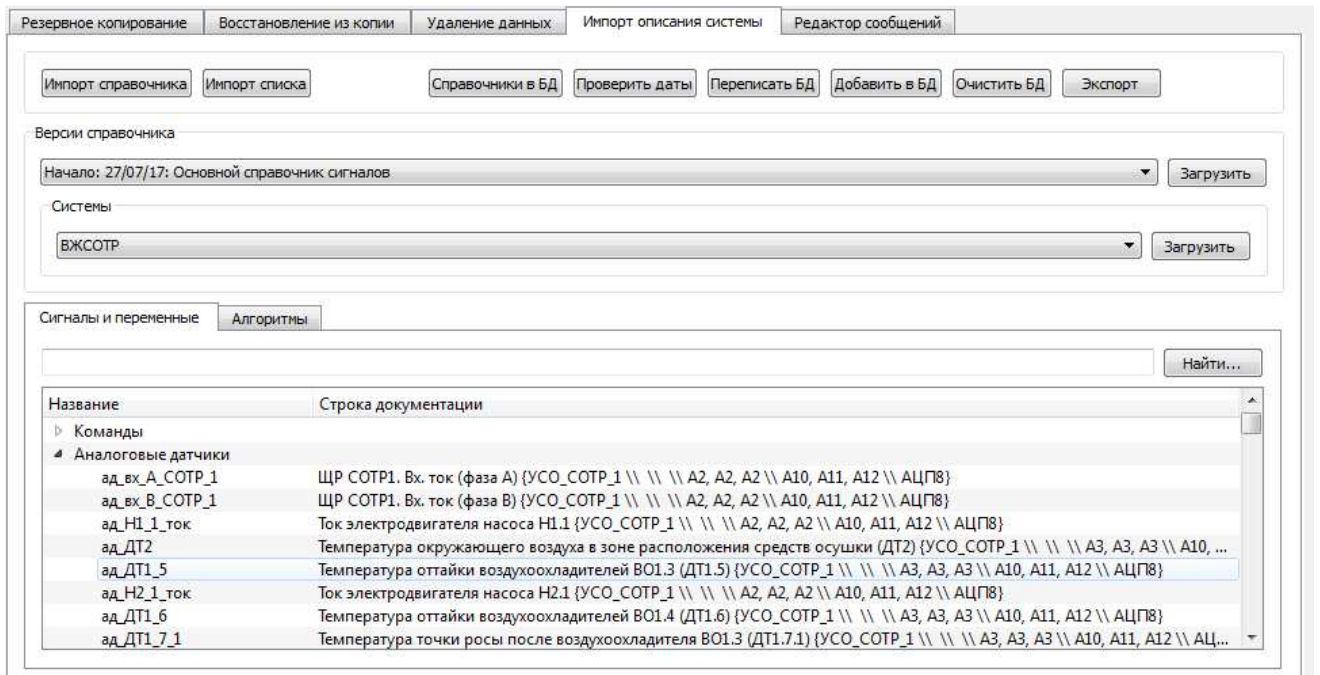 Резервное копирование Восстановление из копии Удаление данных Импорт описания системы Редактор сообщений
Импорт справочника Импорт списка Справочники в БД Проверить даты Переписать БД Добавить в БД Очистить БД Экспорт
Версии справочника
Начало: 27/07/17: Основной справочник сигналов Загрузить
Системы
ВЖСОТР Загрузить
Сигналы и переменные Алгоритмы
Найти...
Название Строка документации
Команды
Аналоговые датчики
ад_вх_А_СОТР_1 ЩР СОТР1. Вх. ток (фаза А) {УСО_СОТР_1 \\ \\ \\ А2, А2, А2 \\ А10, А11, А12 \\ АЦП8}
ад_вх_В_СОТР_1 ЩР СОТР1. Вх. ток (фаза В) {УСО_СОТР_1 \\ \\ \\ А2, А2, А2 \\ А10, А11, А12 \\ АЦП8}
ад_Н1_1_ток Ток электродвигателя насоса Н1.1 {УСО_СОТР_1 \\ \\ \\ А2, А2, А2 \\ А10, А11, А12 \\ АЦП8}
ад_ДТ2 Температура окружающего воздуха в зоне расположения средств осушки (ДТ2) {УСО_СОТР_1 \\ \\ \\ А3, А3, А3 \\ А10, ...
ад_ДТ1_5 Температура оттайки воздухоохладителей ВО1.3 (ДТ1.5) {УСО_СОТР_1 \\ \\ \\ А3, А3, А3 \\ А10, А11, А12 \\ АЦП8}
ад_Н2_1_ток Ток электродвигателя насоса Н2.1 {УСО_СОТР_1 \\ \\ \\ А2, А2, А2 \\ А10, А11, А12 \\ АЦП8}
ад_ДТ1_6 Температура оттайки воздухоохладителей ВО1.4 (ДТ1.6) {УСО_СОТР_1 \\ \\ \\ А3, А3, А3 \\ А10, А11, А12 \\ АЦП8}
ад_ДТ1_7_1 Температура точки росы после воздухоохладителя ВО1.3 (ДТ1.7.1) {УСО_СОТР_1 \\ \\ \\ А3, А3, А3 \\ А10, А11, А12 \\ АЦ...